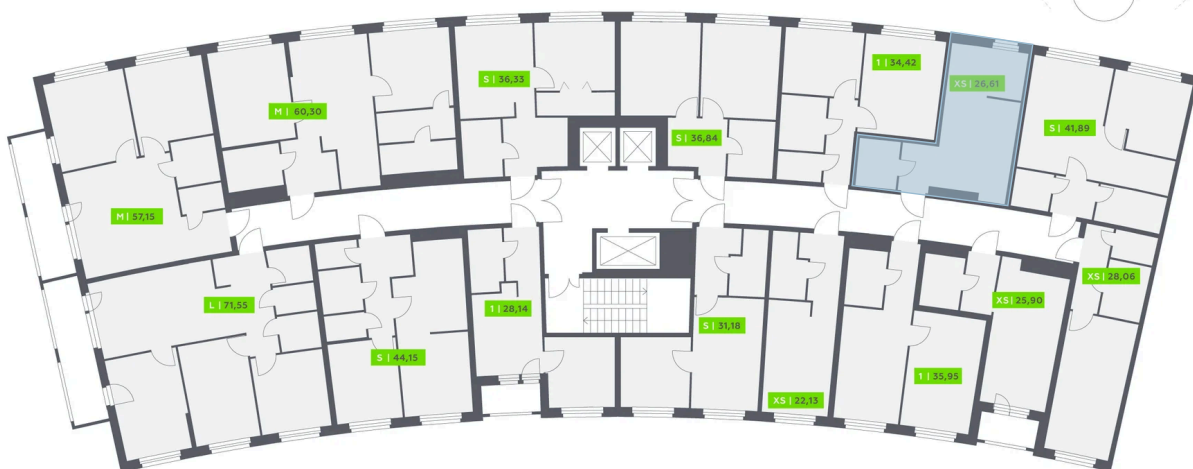 1 | 34,42
S | 36,33
XS | 26,61
M | 60,30
S | 41,89
S | 36,84
M | 57,15
XS | 28,06
L | 71,55
XS | 25,90
1 | 28,14
S | 31,18
S | 44,15
1 | 35,95
XS | 22,13